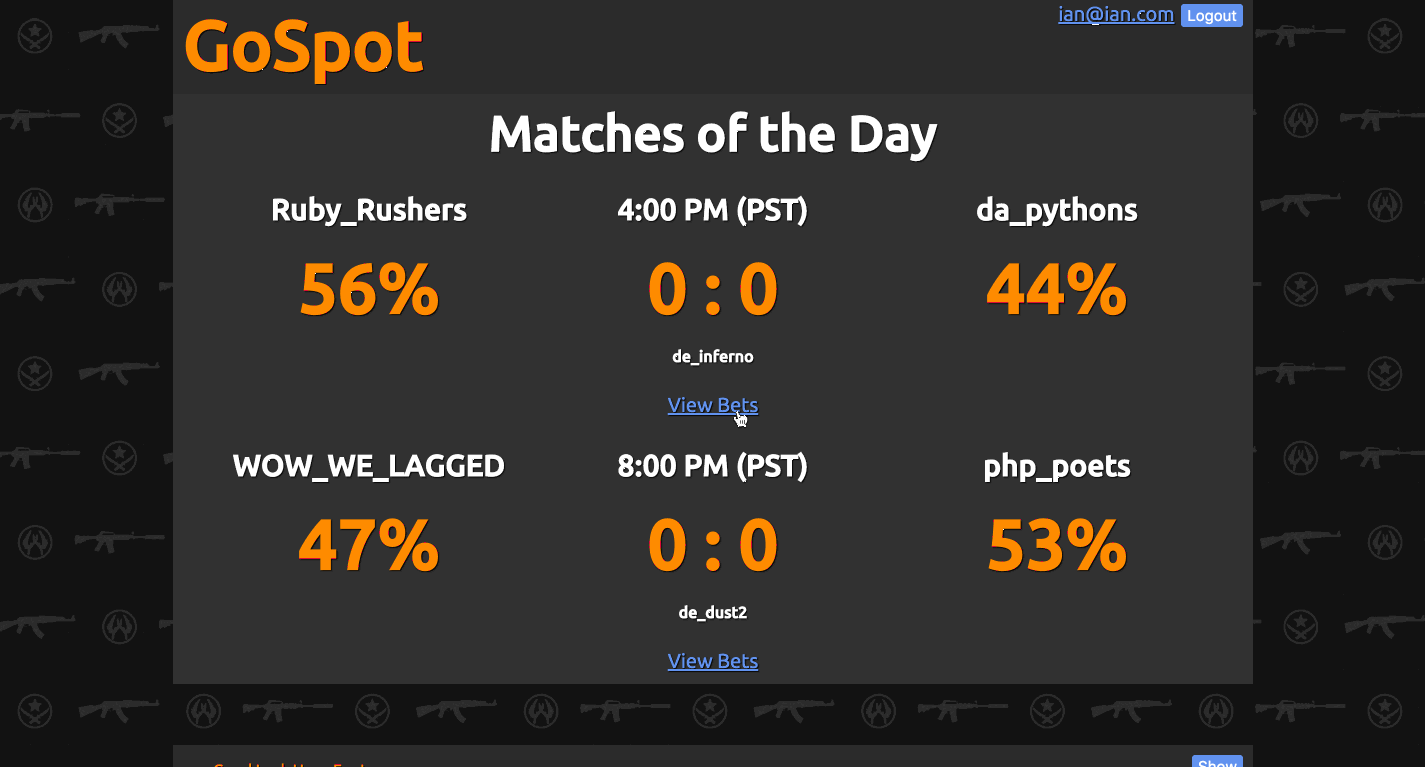 ian@ian.com Logout
GoSpot
Matches of the Day
Ruby_Rushers 4:00 PM (PST) da_pythons
56% 0 : 0 44%
de_inferno
View Bets
WOW_WE_LAGGED 8:00 PM (PST) php_poets
47% 0 : 0 53%
de_dust2
View Bets
Show